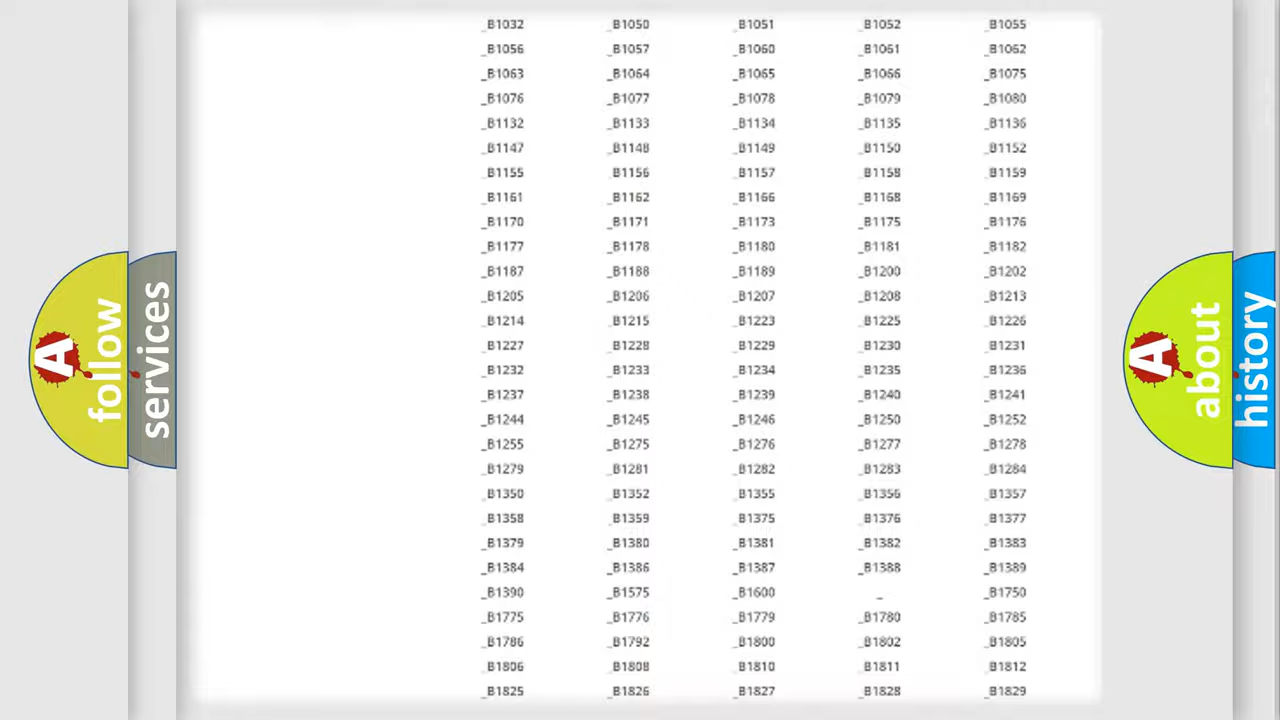 _B1032 _B1050 _B1051 _B1052 _B1055
_B1056 _B1057 _B1060 _B1061 _B1062
_B1063 _B1064 _B1065 _B1066 _B1075
_B1076 _B1077 _B1078 _B1079 _B1080
_B1132 _B1133 _B1134 _B1135 _B1136
_B1147 _B1148 _B1149 _B1150 _B1152
_B1155 _B1156 _B1157 _B1158 _B1159
_B1161 _B1162 _B1166 _B1168 _B1169
_B1170 _B1171 _B1173 _B1175 _B1176
_B1177 _B1178 _B1180 _B1181 _B1182
_B1187 _B1188 _B1189 _B1200 _B1202
_B1205 _B1206 _B1207 _B1208 _B1213
_B1214 _B1215 _B1223 _B1225 _B1226
_B1227 _B1228 _B1229 _B1230 _B1231
_B1232 _B1233 _B1234 _B1235 _B1236
_B1237 _B1238 _B1239 _B1240 _B1241
_B1244 _B1245 _B1246 _B1250 _B1252
_B1255 _B1275 _B1276 _B1277 _B1278
_B1279 _B1281 _B1282 _B1283 _B1284
_B1350 _B1352 _B1355 _B1356 _B1357
_B1358 _B1359 _B1375 _B1376 _B1377
_B1379 _B1380 _B1381 _B1382 _B1383
_B1384 _B1386 _B1387 _B1388 _B1389
_B1390 _B1575 _B1600 _ _B1750
_B1775 _B1776 _B1779 _B1780 _B1785
_B1786 _B1792 _B1800 _B1802 _B1805
_B1806 _B1808 _B1810 _B1811 _B1812
_B1825 _B1826 _B1827 _B1828 _B1829
A
follow
services
A
about
history